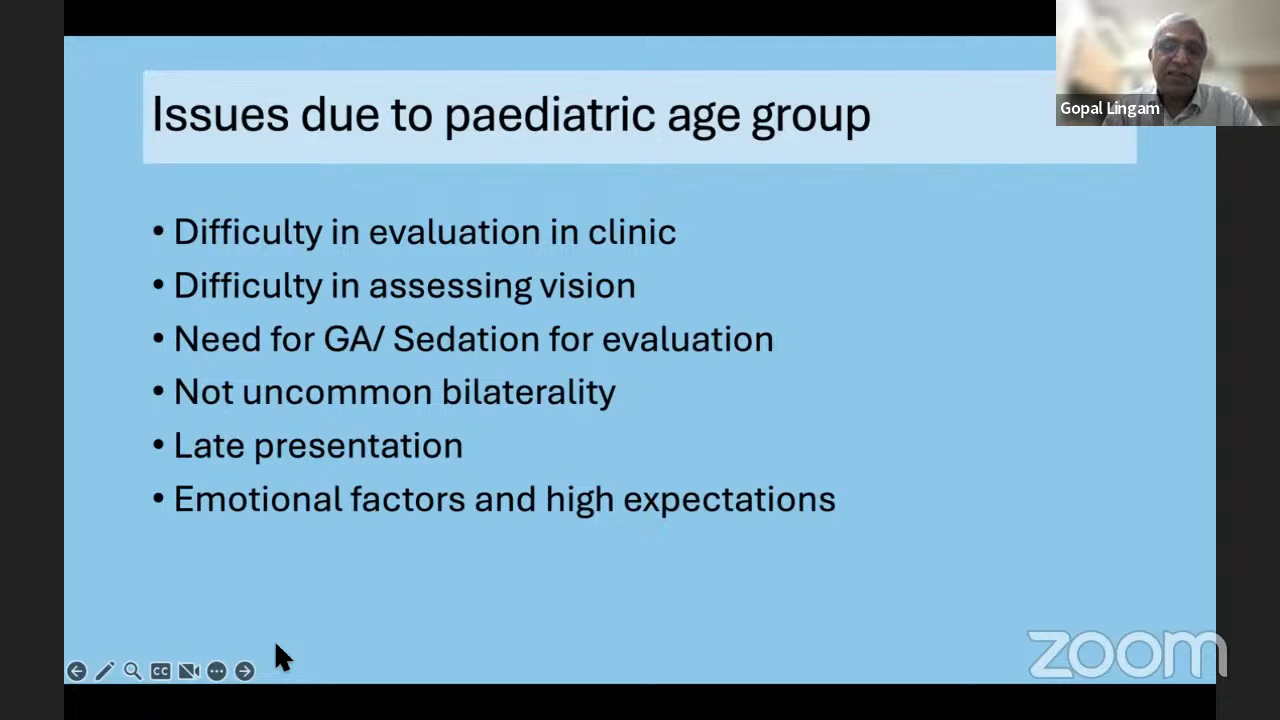 Issues due to paediatric age group
Gopal Lingam
• Difficulty in evaluation in clinic
• Difficulty in assessing vision
• Need for GA/ Sedation for evaluation
• Not uncommon bilaterality
• Late presentation
• Emotional factors and high expectations
CC
zoom